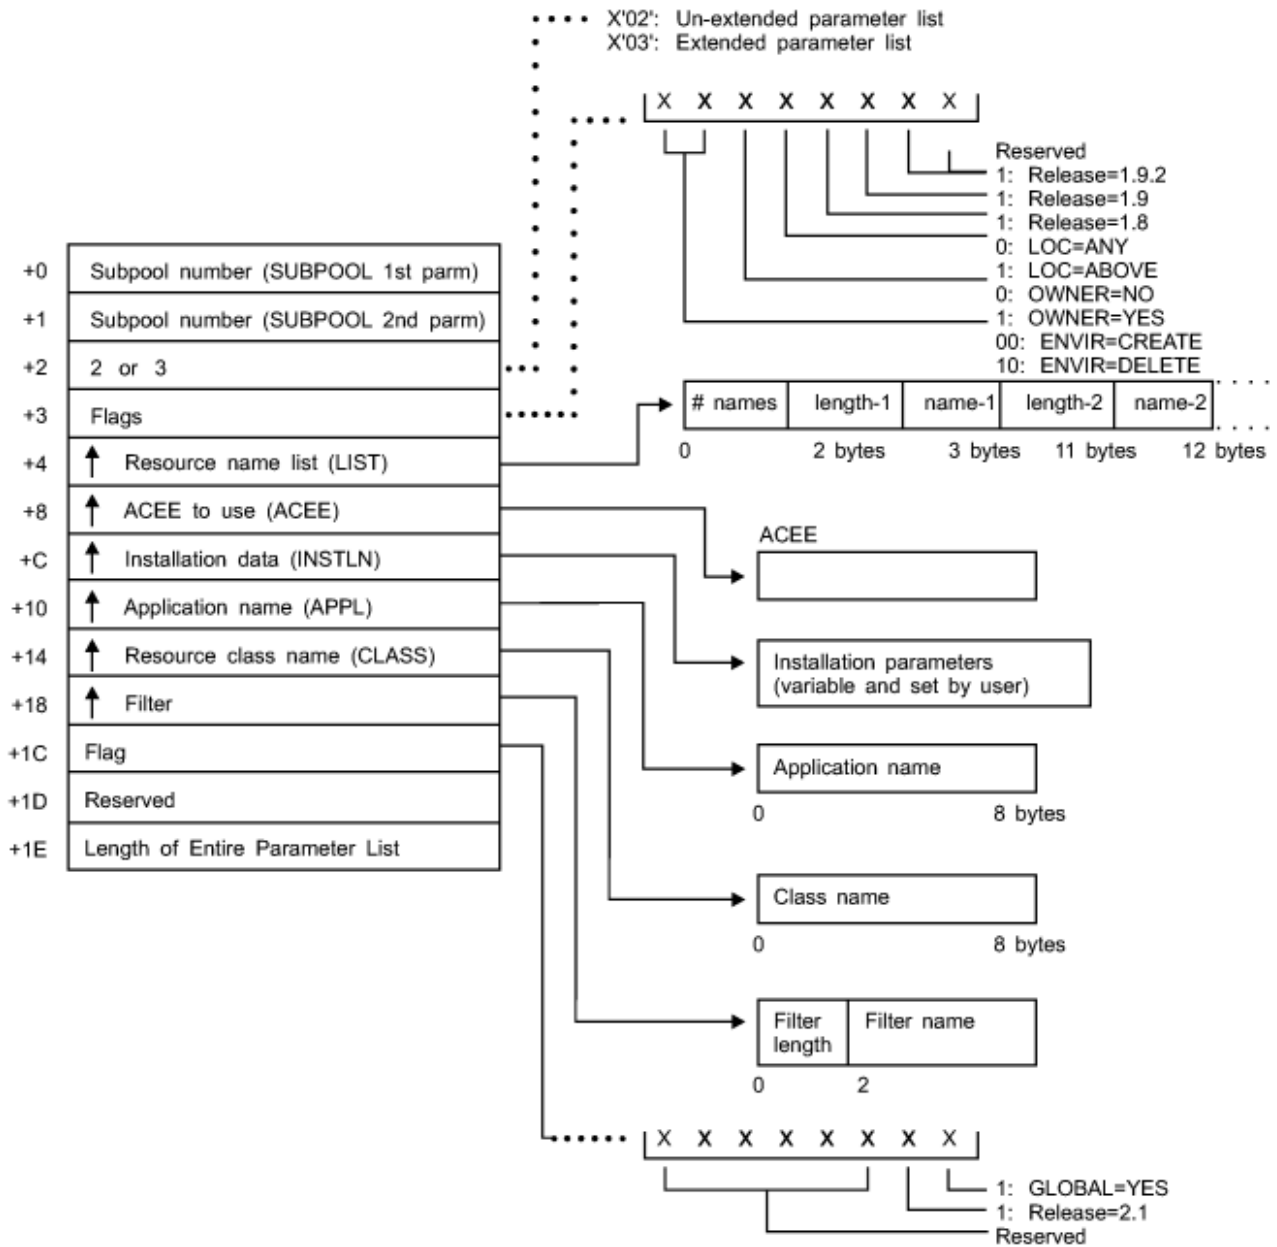 X'02': Un-extended parameter list
X'03': Extended parameter list
X X X X X X X X
Reserved
1: Release=1.9.2
1: Release=1.9
1: Release=1.8
0: LOC=ANY
1: LOC=ABOVE
0: OWNER=NO
1: OWNER=YES
00: ENVIR=CREATE
10: ENVIR=DELETE
+0 Subpool number (SUBPOOL 1st parm)
+1 Subpool number (SUBPOOL 2nd parm)
+2 2 or 3
+3 Flags
+4 Resource name list (LIST)
+8 ACEE to use (ACEE)
+C Installation data (INSTLN)
+10 Application name (APPL)
+14 Resource class name (CLASS)
+18 Filter
+1C Flag
+1D Reserved
+1E Length of Entire Parameter List
# names length-1 name-1 length-2 name-2
0 2 bytes 3 bytes 11 bytes 12 bytes
ACEE
Installation parameters
(variable and set by user)
Application name
0 8 bytes
Class name
0 8 bytes
Filter
length
Filter name
0 2
X X X X X X X X
1: GLOBAL=YES
1: Release=2.1
Reserved